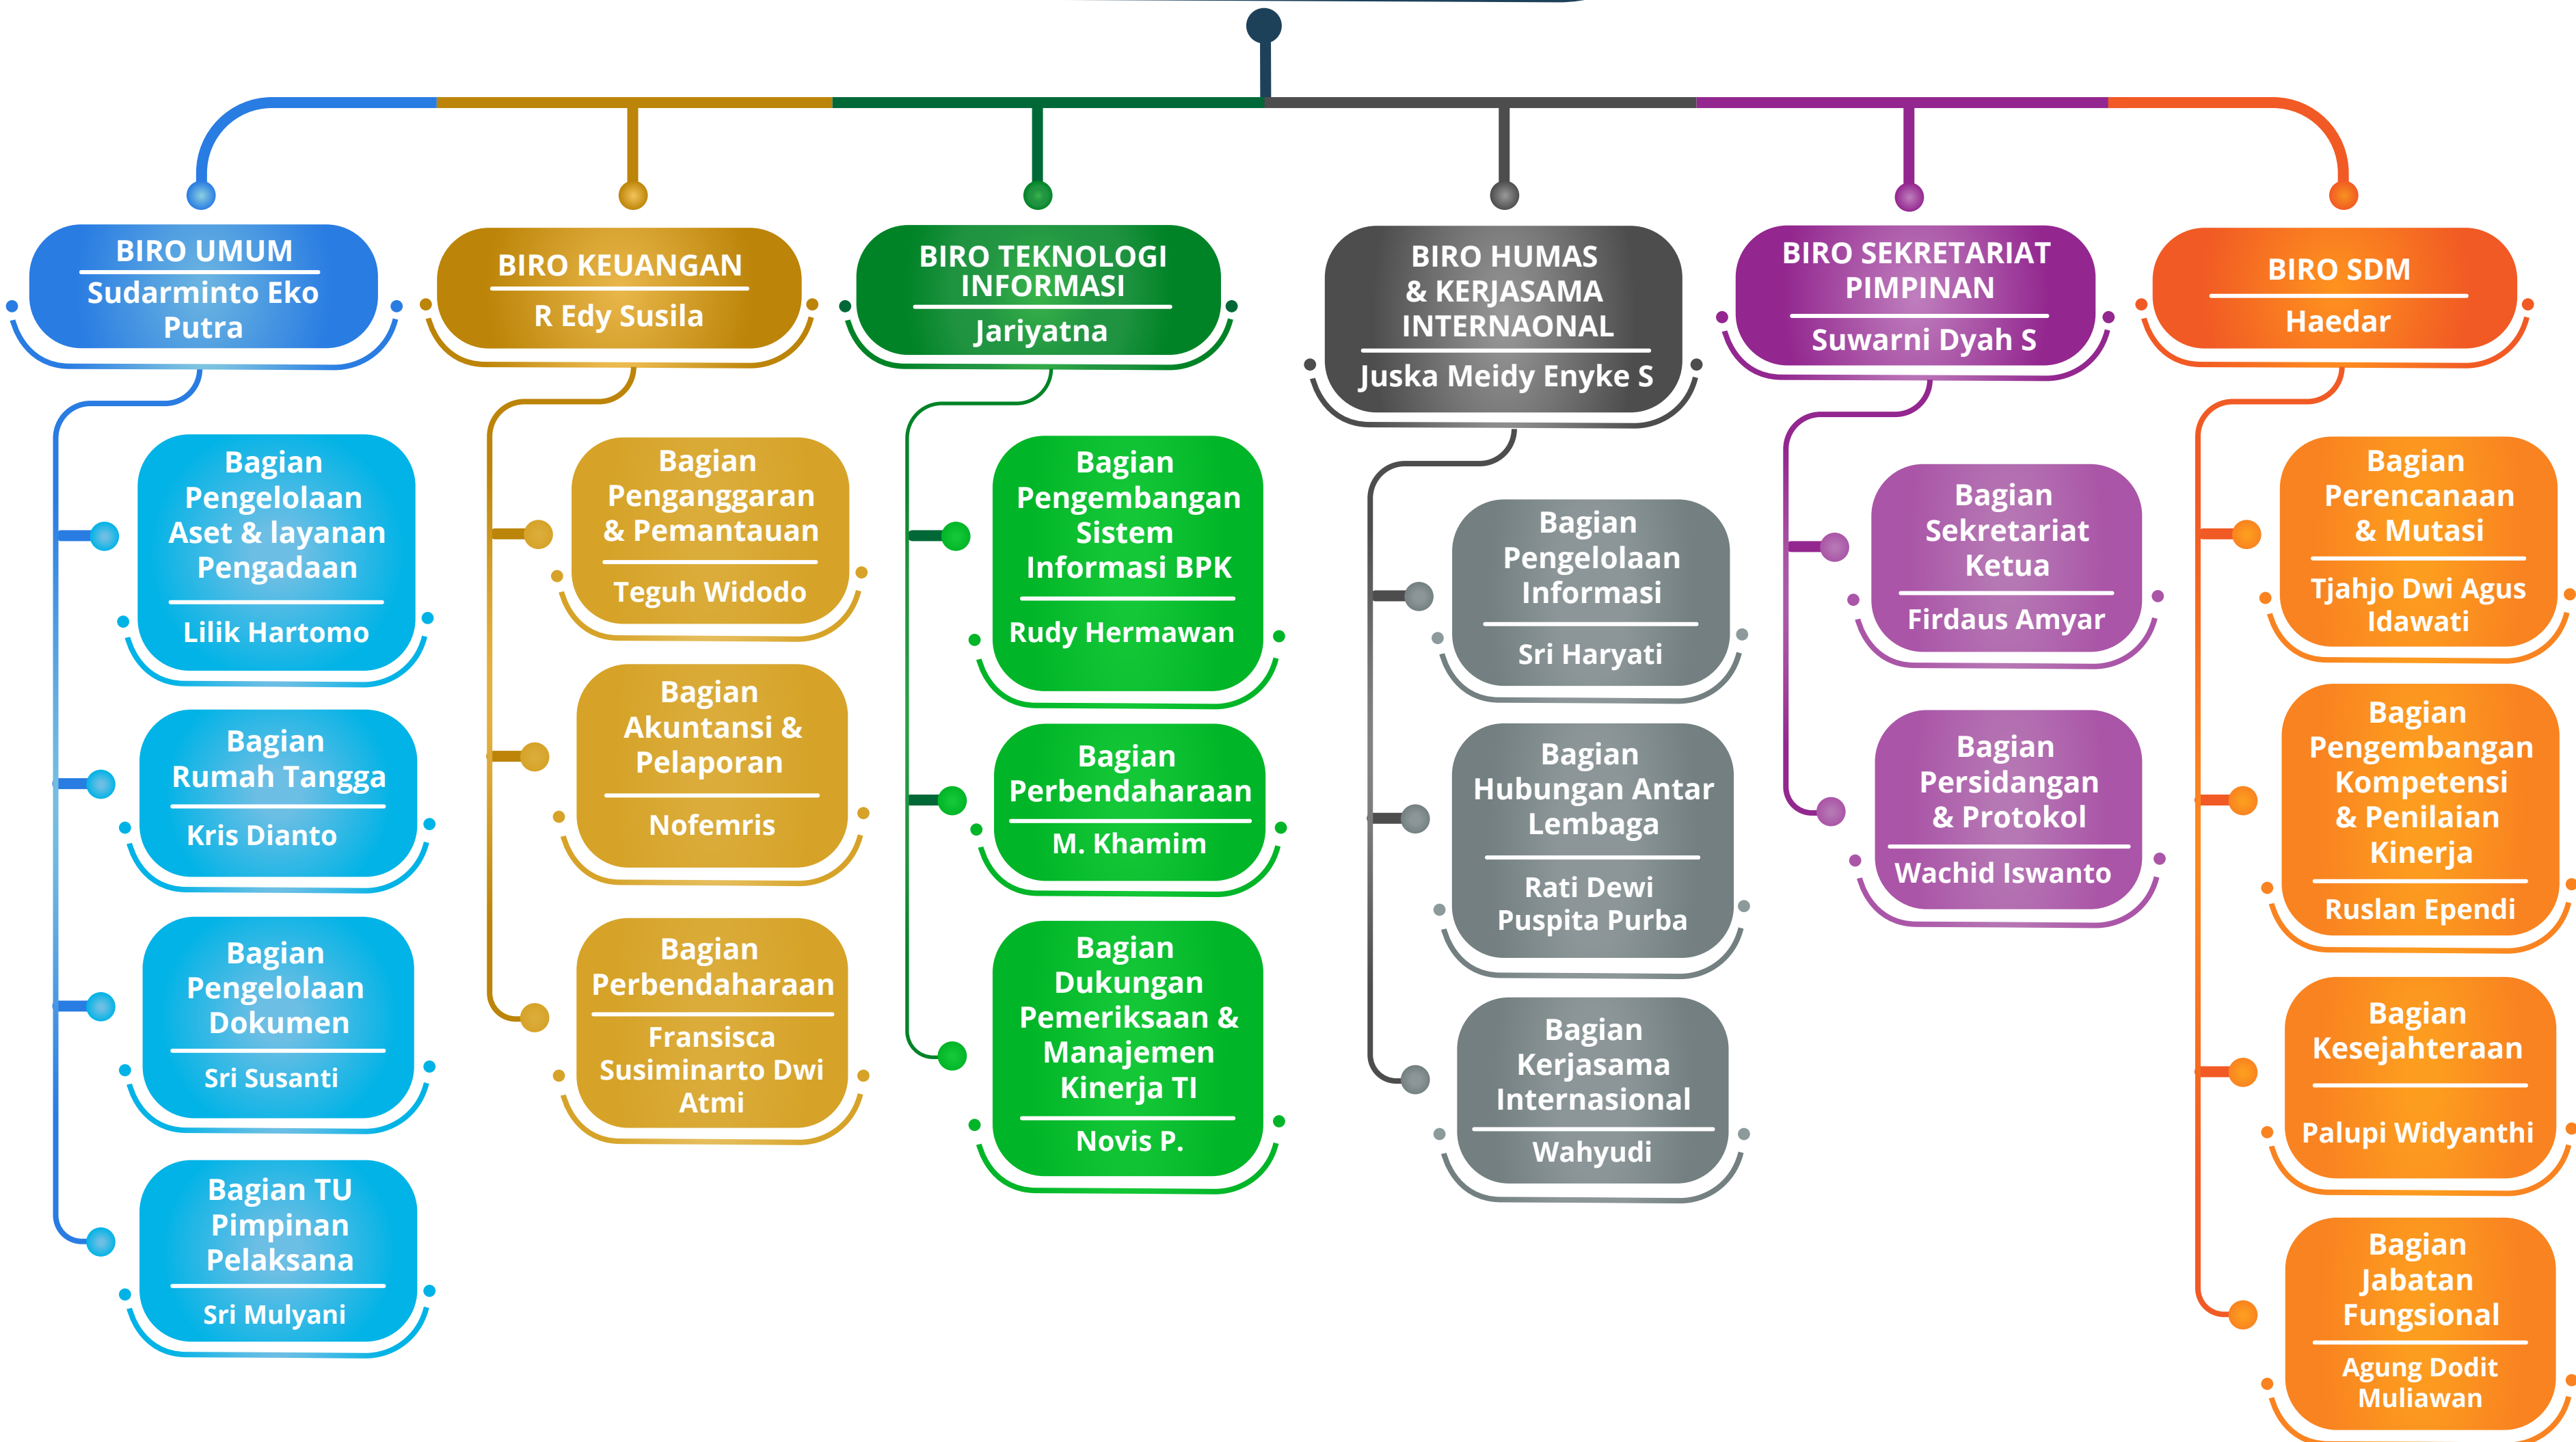 BIRO UMUM
Sudarminto Eko
Putra
Bagian
Pengelolaan
Aset & layanan
Pengadaan
Lilik Hartomo
Bagian
Rumah Tangga
Kris Dianto
Bagian
Pengelolaan
Dokumen
Sri Susanti
Bagian TU
Pimpinan
Pelaksana
Sri Mulyani
BIRO KEUANGAN
R Edy Susila
Bagian
Penganggaran
& Pemantauan
Teguh Widodo
Bagian
Akuntansi &
Pelaporan
Nofemris
Bagian
Perbendaharaan
Fransisca
Susiminarto Dwi
Atmi
BIRO TEKNOLOGI
INFORMASI
Jariyatna
Bagian
Pengembangan
Sistem
Informasi BPK
Rudy Hermawan
Bagian
Perbendaharaan
M. Khamim
Bagian
Dukungan
Pemeriksaan &
Manajemen
Kinerja TI
Novis P.
BIRO HUMAS
& KERJASAMA
INTERNAONAL
Juska Meidy Enyke S
Bagian
Pengelolaan
Informasi
Sri Haryati
Bagian
Hubungan Antar
Lembaga
Rati Dewi
Puspita Purba
Bagian
Kerjasama
Internasional
Wahyudi
BIRO SEKRETARIAT
PIMPINAN
Suwarni Dyah S
Bagian
Sekretariat
Ketua
Firdaus Amyar
Bagian
Persidangan
& Protokol
Wachid Iswanto
BIRO SDM
Haedar
Bagian
Perencanaan
& Mutasi
Tjahjo Dwi Agus
Idawati
Bagian
Pengembangan
Kompetensi
& Penilaian
Kinerja
Ruslan Ependi
Bagian
Kesejahteraan
Palupi Widyanthi
Bagian
Jabatan
Fungsional
Agung Dodit
Muliawan